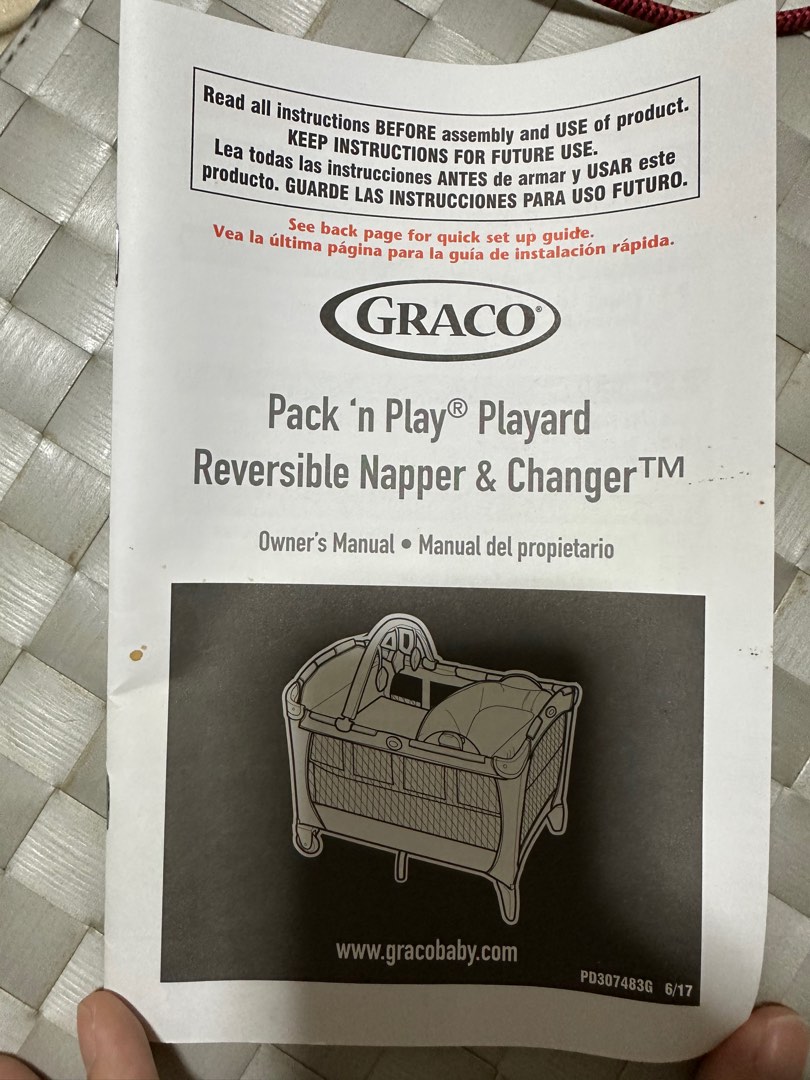 Read all instructions BEFORE assembly and USE of product.
KEEP INSTRUCTIONS FOR FUTURE USE.
Lea todas las instrucciones ANTES de armar y USAR este
producto. GUARDE LAS INSTRUCCIONES PARA USO FUTURO.
See back page for quick set up guide.
Vea la última página para la guía de instalación rápida.
GRACO®
Pack ‘n Play® Playard
Reversible Napper & Changer™
Owner's Manual • Manual del propietario
www.gracobaby.com
PD307483G 6/17